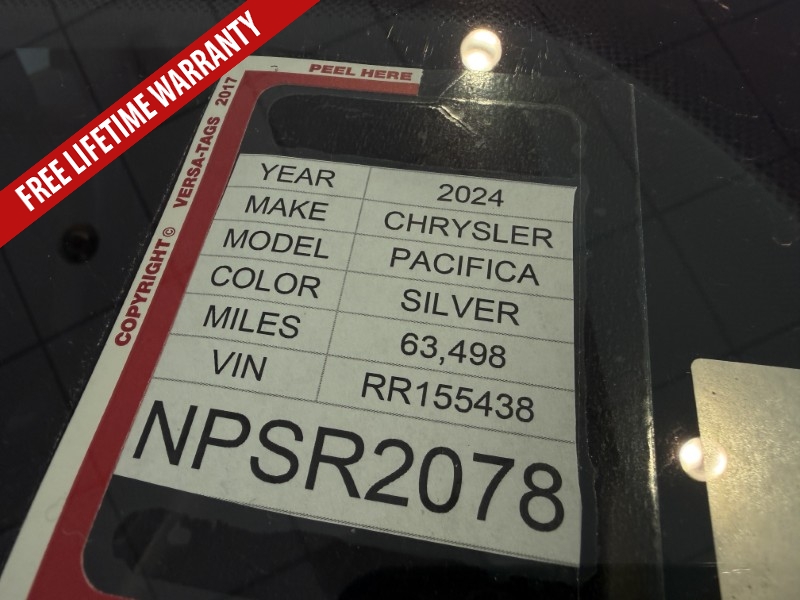 FREE LIFETIME WARRANTY
PEEL HERE
COPYRIGHT © VERSA-TAGS 2017
YEAR 2024
MAKE CHRYSLER
MODEL PACIFICA
COLOR SILVER
MILES 63,498
VIN RR155438
NPSR2078